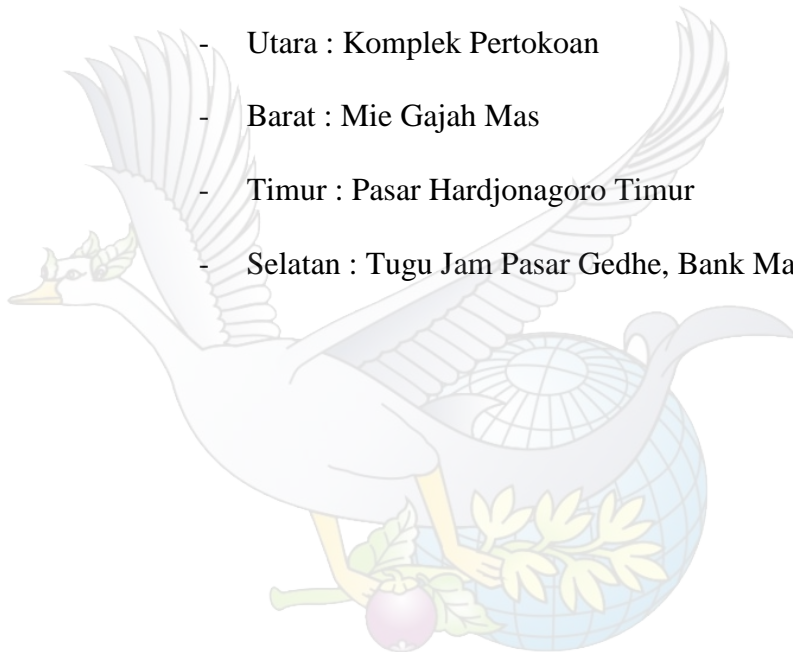 - Utara : Komplek Pertokoan
- Barat : Mie Gajah Mas
- Timur : Pasar Hardjonagoro Timur
- Selatan : Tugu Jam Pasar Gedhe, Bank Ma